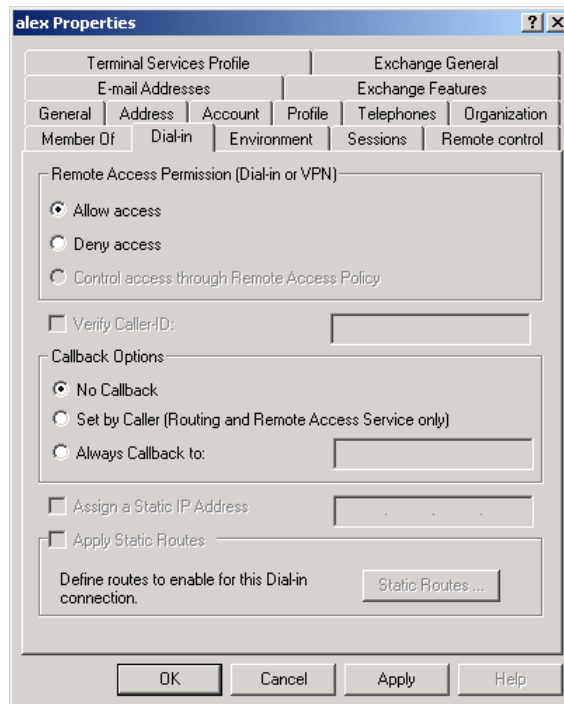 alex Properties
Terminal Services Profile Exchange General
E-mail Addresses Exchange Features
General Address Account Profile Telephones Organization
Member Of Dial-in Environment Sessions Remote control
Remote Access Permission (Dial-in or VPN)
Allow access
Deny access
Control access through Remote Access Policy
Verify Caller-ID:
Callback Options
No Callback
Set by Caller (Routing and Remote Access Service only)
Always Callback to:
Assign a Static IP Address
Apply Static Routes
Define routes to enable for this Dial-in
connection.
Static Routes ...
OK Cancel Apply Help